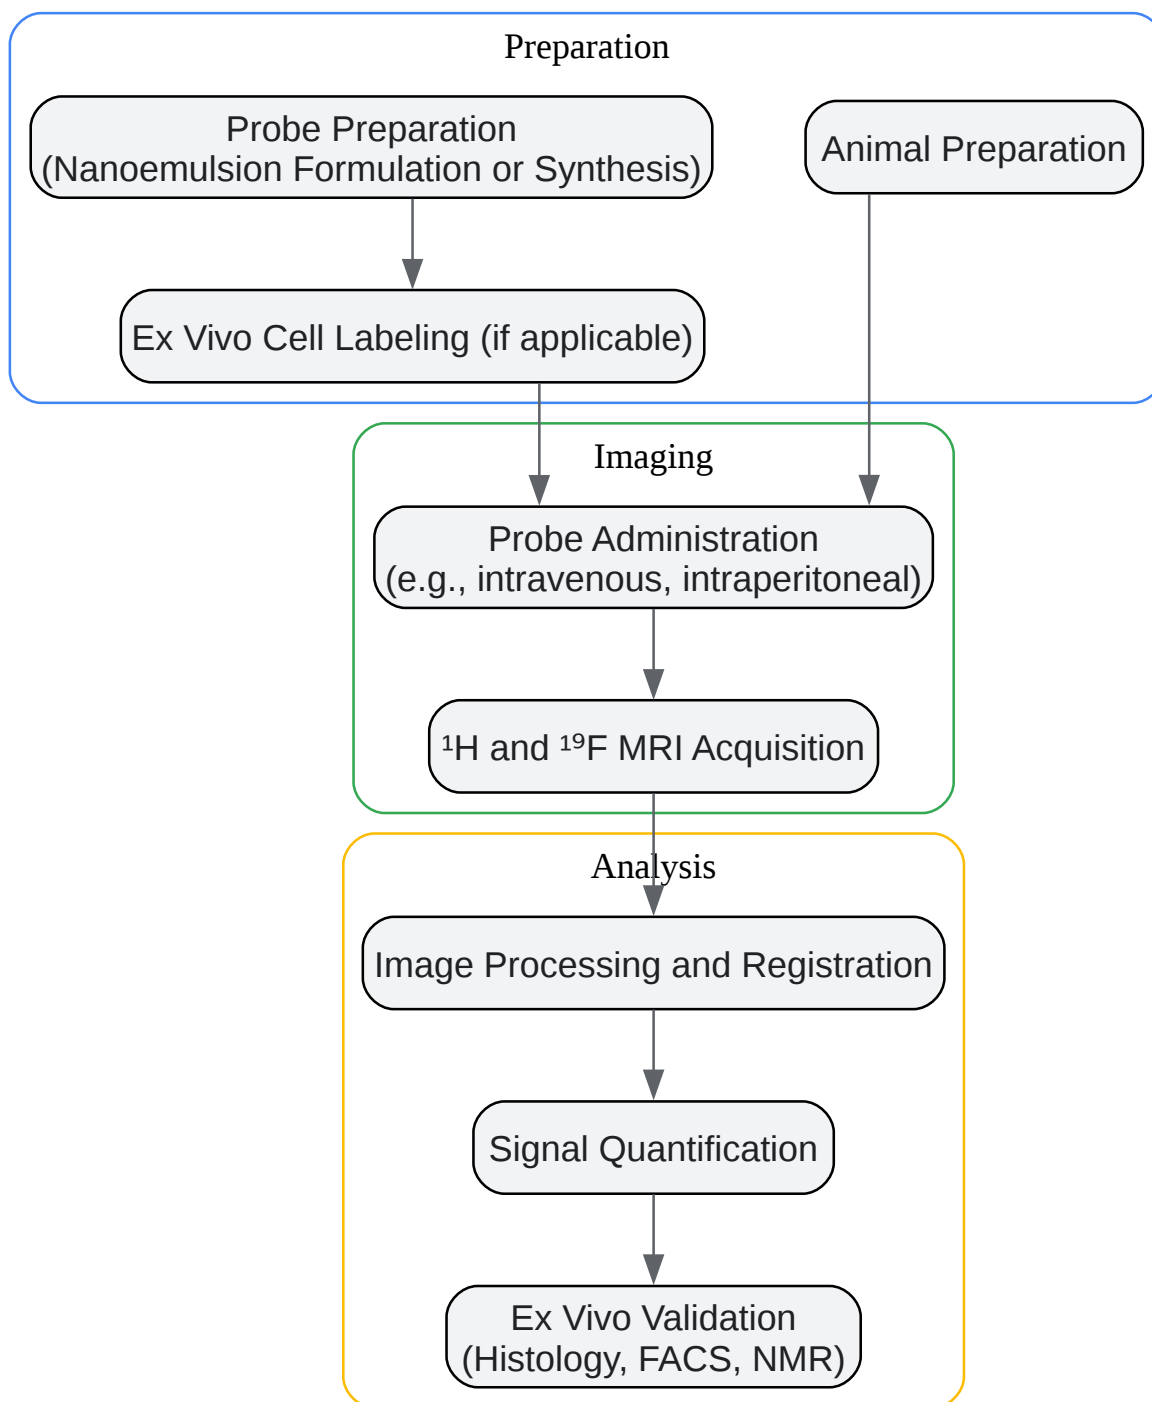 Preparation
Probe Preparation
(Nanoemulsion Formulation or Synthesis)
Animal Preparation
Ex Vivo Cell Labeling (if applicable)
Imaging
Probe Administration
(e.g., intravenous, intraperitoneal)
¹H and ¹⁹F MRI Acquisition
Analysis
Image Processing and Registration
Signal Quantification
Ex Vivo Validation
(Histology, FACS, NMR)